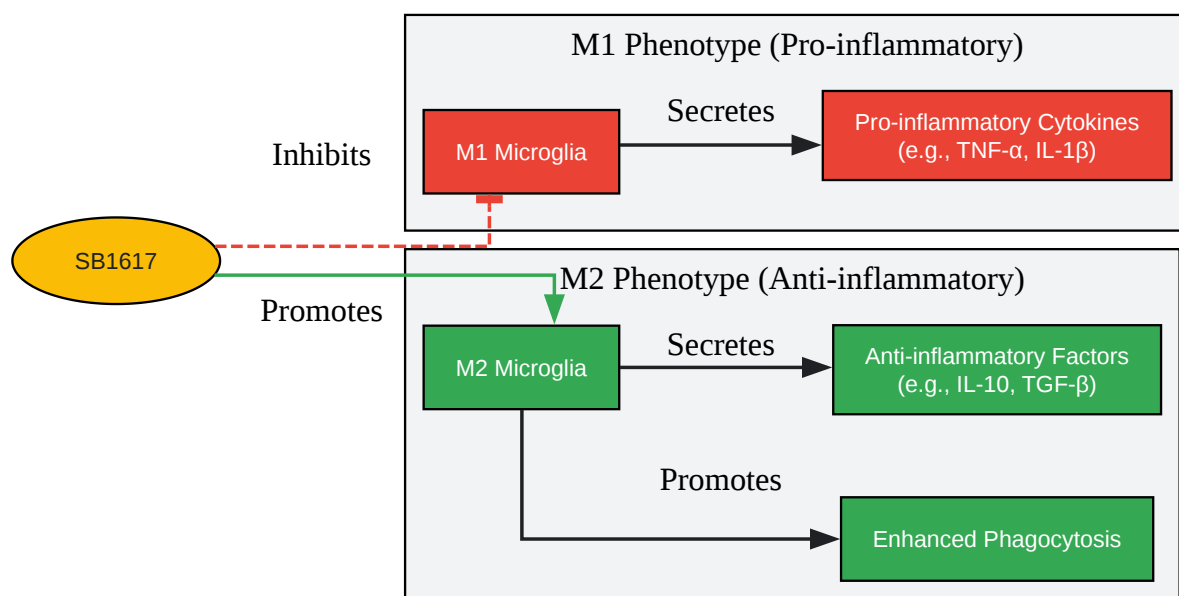 M1 Phenotype (Pro-inflammatory)
Secretes
Pro-inflammatory Cytokines
(e.g., TNF-α, IL-1β)
M1 Microglia
Inhibits
SB1617
Promotes
M2 Phenotype (Anti-inflammatory)
Secretes
M2 Microglia
Anti-inflammatory Factors
(e.g., IL-10, TGF-β)
Promotes
Enhanced Phagocytosis